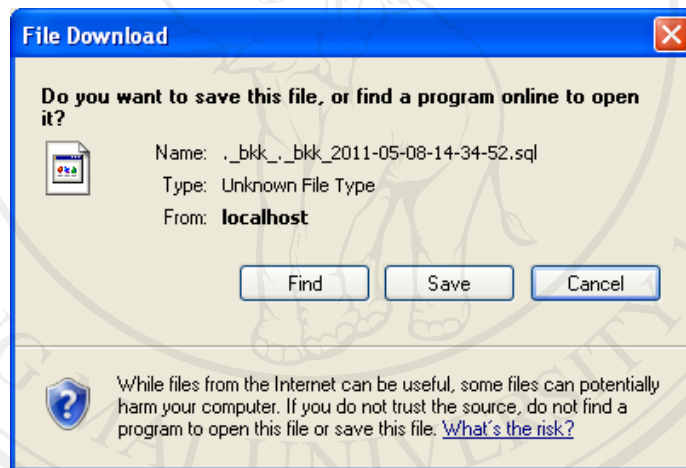 File Download
Do you want to save this file, or find a program online to open
it?
Name: ._bkk_._bkk_2011-05-08-14-34-52.sql
Type: Unknown File Type
From: localhost
Find Save Cancel
While files from the Internet can be useful, some files can potentially
harm your computer. If you do not trust the source, do not find a
program to open this file or save this file. What's the risk?